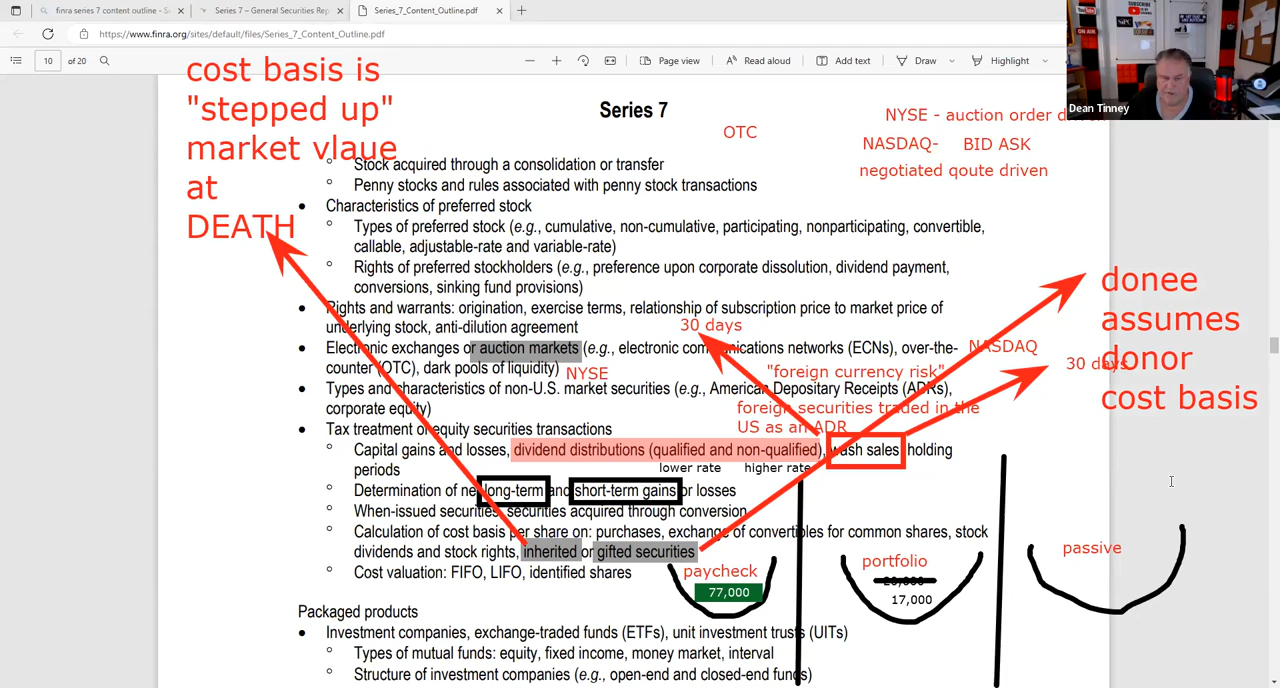 finra series 7 content outline - Se
Series 7 – General Securities Rep
Series_7_Content_Outline.pdf
https://www.finra.org/sites/default/files/Series_7_Content_Outline.pdf
10 of 20
Page view
Read aloud
Add text
Draw
Highlight
Dean Tinney
cost basis is
"stepped up"
market vlaue
at
DEATH
Series 7
OTC
NYSE - auction order
NASDAQ- BID ASK
negotiated qoute driven
Stock acquired through a consolidation or transfer
Penny stocks and rules associated with penny stock transactions
Characteristics of preferred stock
Types of preferred stock (e.g., cumulative, non-cumulative, participating, nonparticipating, convertible,
callable, adjustable-rate and variable-rate)
Rights of preferred stockholders (e.g., preference upon corporate dissolution, dividend payment,
conversions, sinking fund provisions)
Rights and warrants: origination, exercise terms, relationship of subscription price to market price of
underlying stock, anti-dilution agreement
30 days
Electronic exchanges or auction markets (e.g., electronic communications networks (ECNs), over-the-
NASDAQ
counter (OTC), dark pools of liquidity)
NYSE
"foreign currency risk"
30 days
Types and characteristics of non-U.S. market securities (e.g., American Depositary Receipts (ADRs),
corporate equity)
foreign securities traded in the
US as an ADR
donee
assumes
donor
cost basis
Tax treatment of equity securities transactions
Capital gains and losses, dividend distributions (qualified and non-qualified), wash sales, holding
periods
lower rate higher rate
Determination of net long-term and short-term gains or losses
When-issued securities, securities acquired through conversion
Calculation of cost basis per share on: purchases, exchange of convertibles for common shares, stock
dividends and stock rights, inherited or gifted securities
Cost valuation: FIFO, LIFO, identified shares
paycheck
77,000
portfolio
20,000
17,000
passive
Packaged products
Investment companies, exchange-traded funds (ETFs), unit investment trusts (UITs)
Types of mutual funds: equity, fixed income, money market, interval
Structure of investment companies (e.g., open-end and closed-end funds)